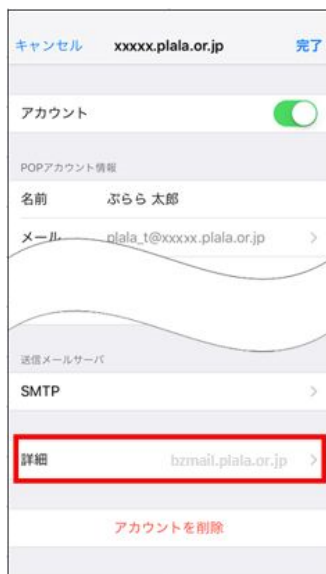 キャンセル xxxxx.plala.or.jp 完了
アカウント
POPアカウント情報
名前 ぷらら 太郎
メール plala_t@xxxxx.plala.or.jp
送信メールサーバ
SMTP
詳細 bzmail.plala.or.jp
アカウントを削除